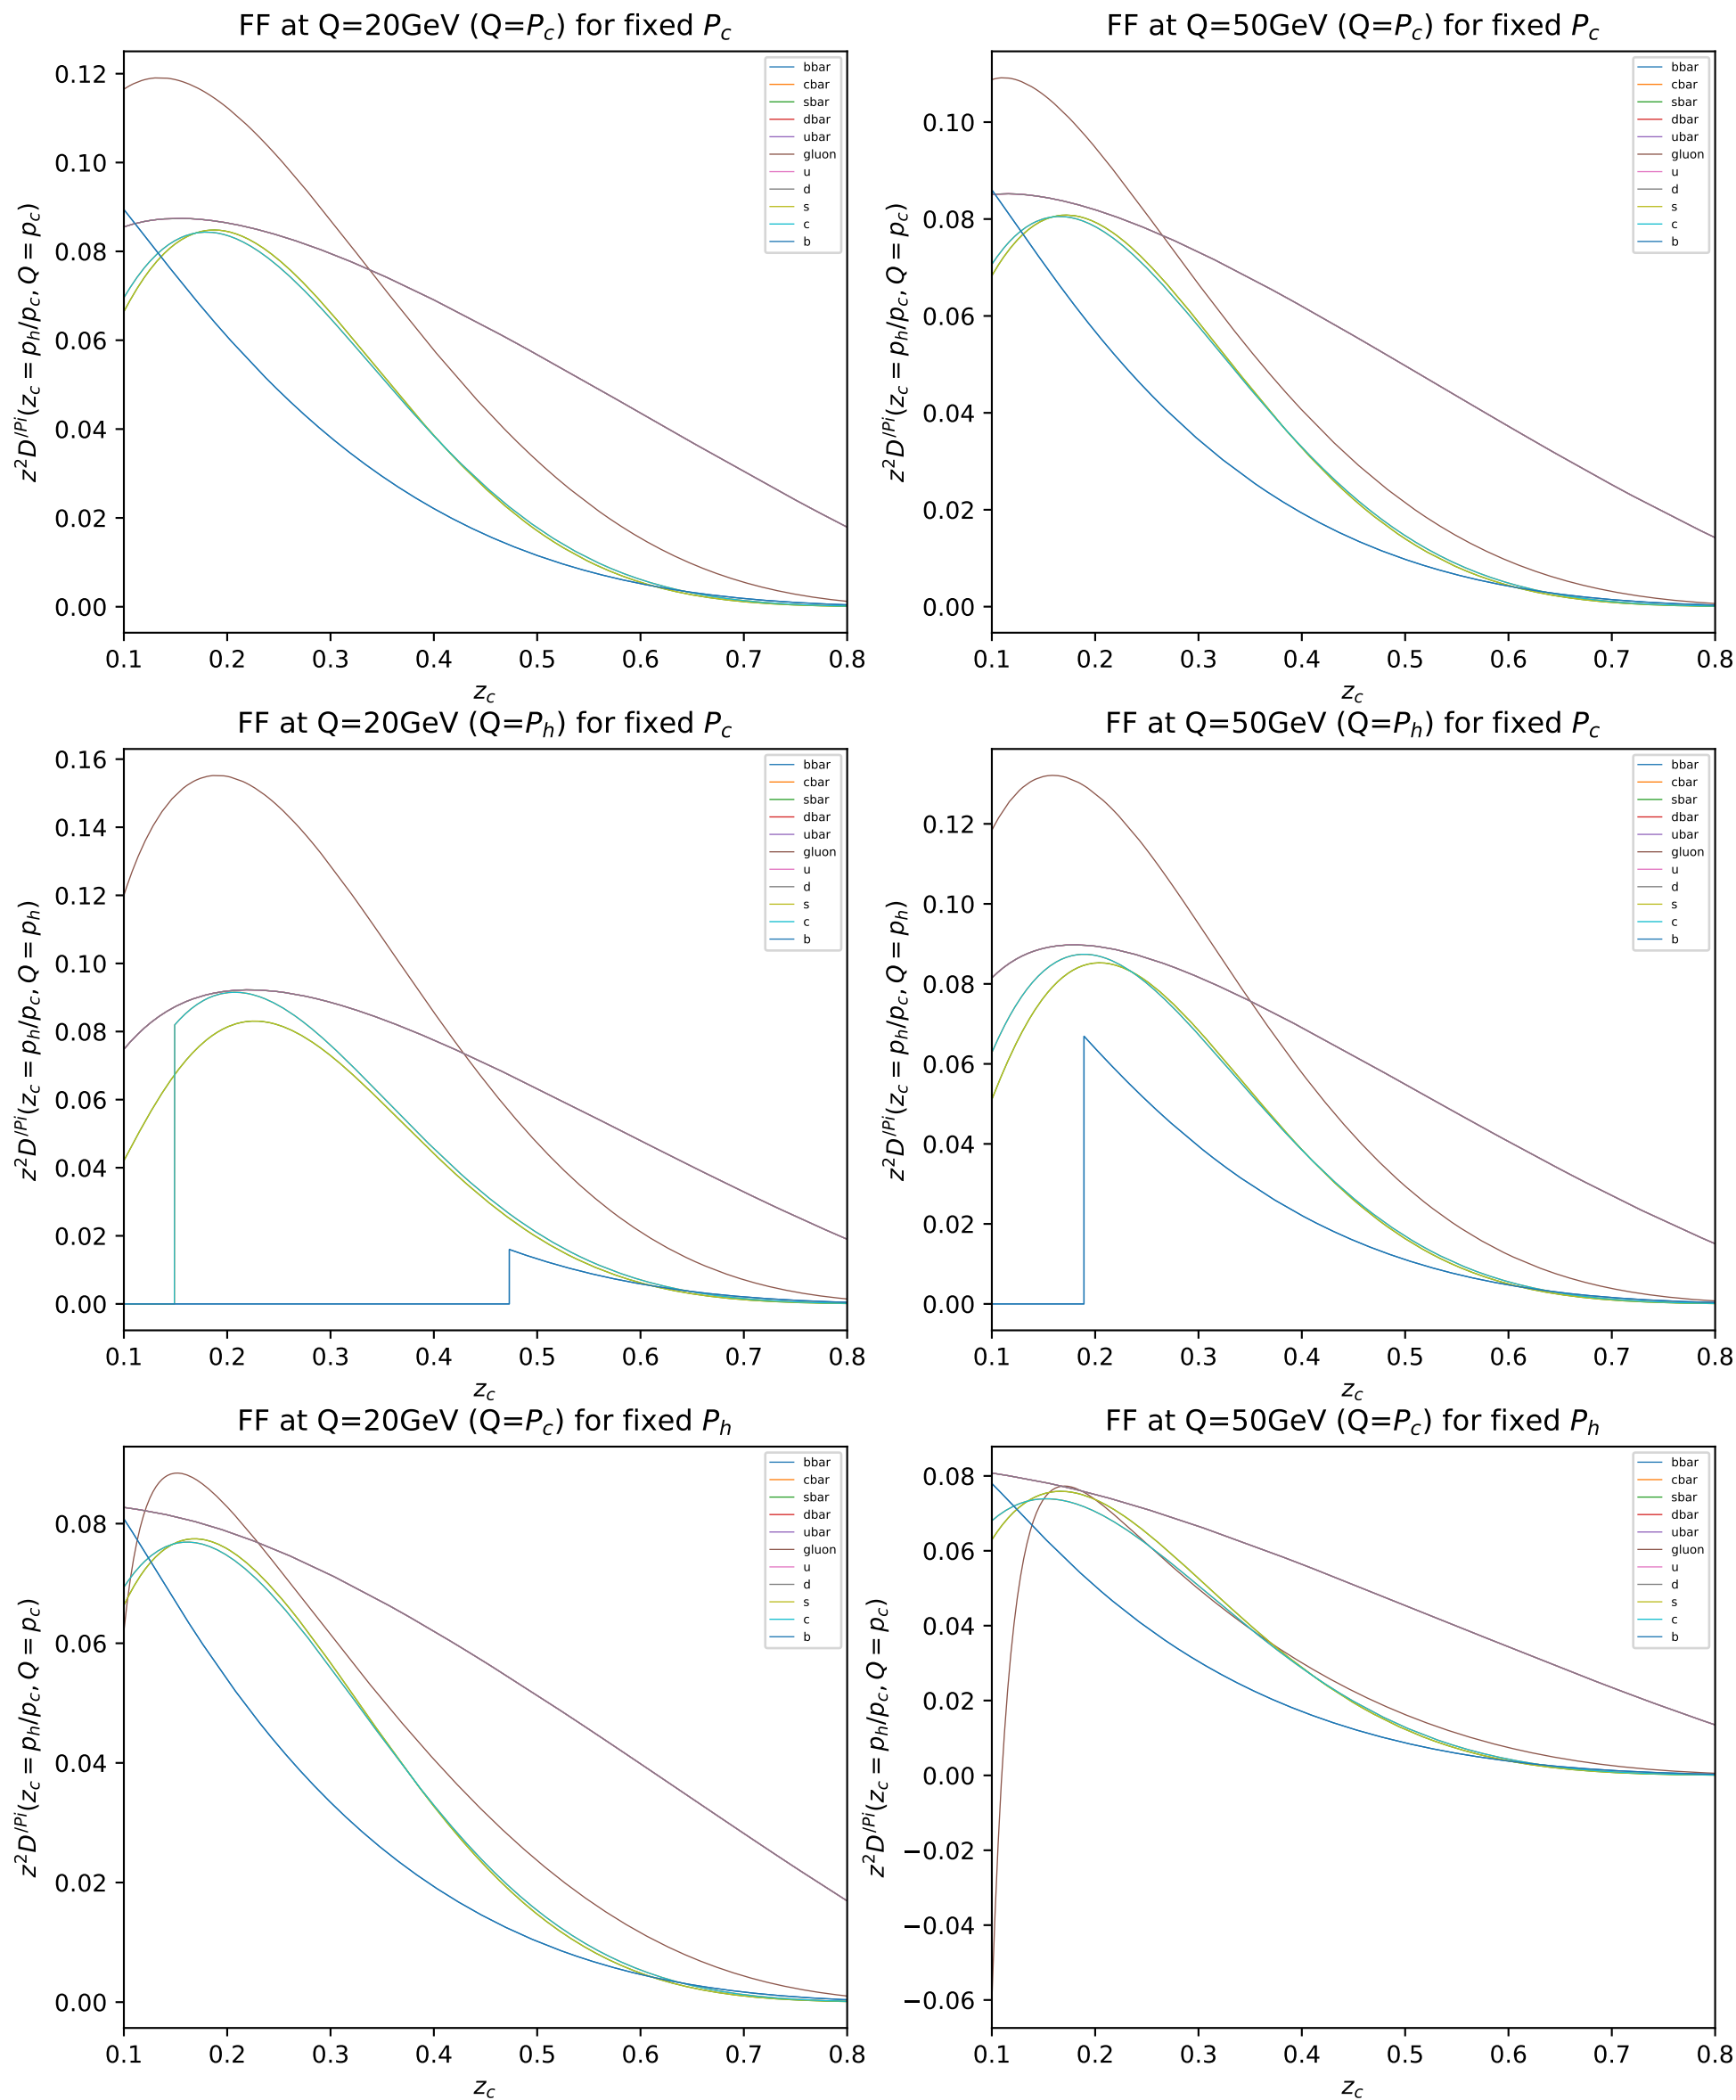 FF at Q=20GeV (Q=P_c) for fixed P_c
0.12
0.10
0.08
0.06
0.04
0.02
0.00
z²D^{/Pi}(z_c = p_h/p_c, Q = p_c)
bbar
cbar
sbar
dbar
ubar
gluon
u
d
s
c
b
0.1 0.2 0.3 0.4 0.5 0.6 0.7 0.8
z_c
FF at Q=50GeV (Q=P_c) for fixed P_c
0.10
0.08
0.06
0.04
0.02
0.00
z²D^{/Pi}(z_c = p_h/p_c, Q = p_c)
bbar
cbar
sbar
dbar
ubar
gluon
u
d
s
c
b
0.1 0.2 0.3 0.4 0.5 0.6 0.7 0.8
z_c
FF at Q=20GeV (Q=P_h) for fixed P_c
0.16
0.14
0.12
0.10
0.08
0.06
0.04
0.02
0.00
z²D^{/Pi}(z_c = p_h/p_c, Q = p_h)
bbar
cbar
sbar
dbar
ubar
gluon
u
d
s
c
b
0.1 0.2 0.3 0.4 0.5 0.6 0.7 0.8
z_c
FF at Q=50GeV (Q=P_h) for fixed P_c
0.12
0.10
0.08
0.06
0.04
0.02
0.00
z²D^{/Pi}(z_c = p_h/p_c, Q = p_h)
bbar
cbar
sbar
dbar
ubar
gluon
u
d
s
c
b
0.1 0.2 0.3 0.4 0.5 0.6 0.7 0.8
z_c
FF at Q=20GeV (Q=P_c) for fixed P_h
0.08
0.06
0.04
0.02
0.00
z²D^{/Pi}(z_c = p_h/p_c, Q = p_c)
bbar
cbar
sbar
dbar
ubar
gluon
u
d
s
c
b
0.1 0.2 0.3 0.4 0.5 0.6 0.7 0.8
z_c
FF at Q=50GeV (Q=P_c) for fixed P_h
0.08
0.06
0.04
0.02
0.00
−0.02
−0.04
−0.06
z²D^{/Pi}(z_c = p_h/p_c, Q = p_c)
bbar
cbar
sbar
dbar
ubar
gluon
u
d
s
c
b
0.1 0.2 0.3 0.4 0.5 0.6 0.7 0.8
z_c